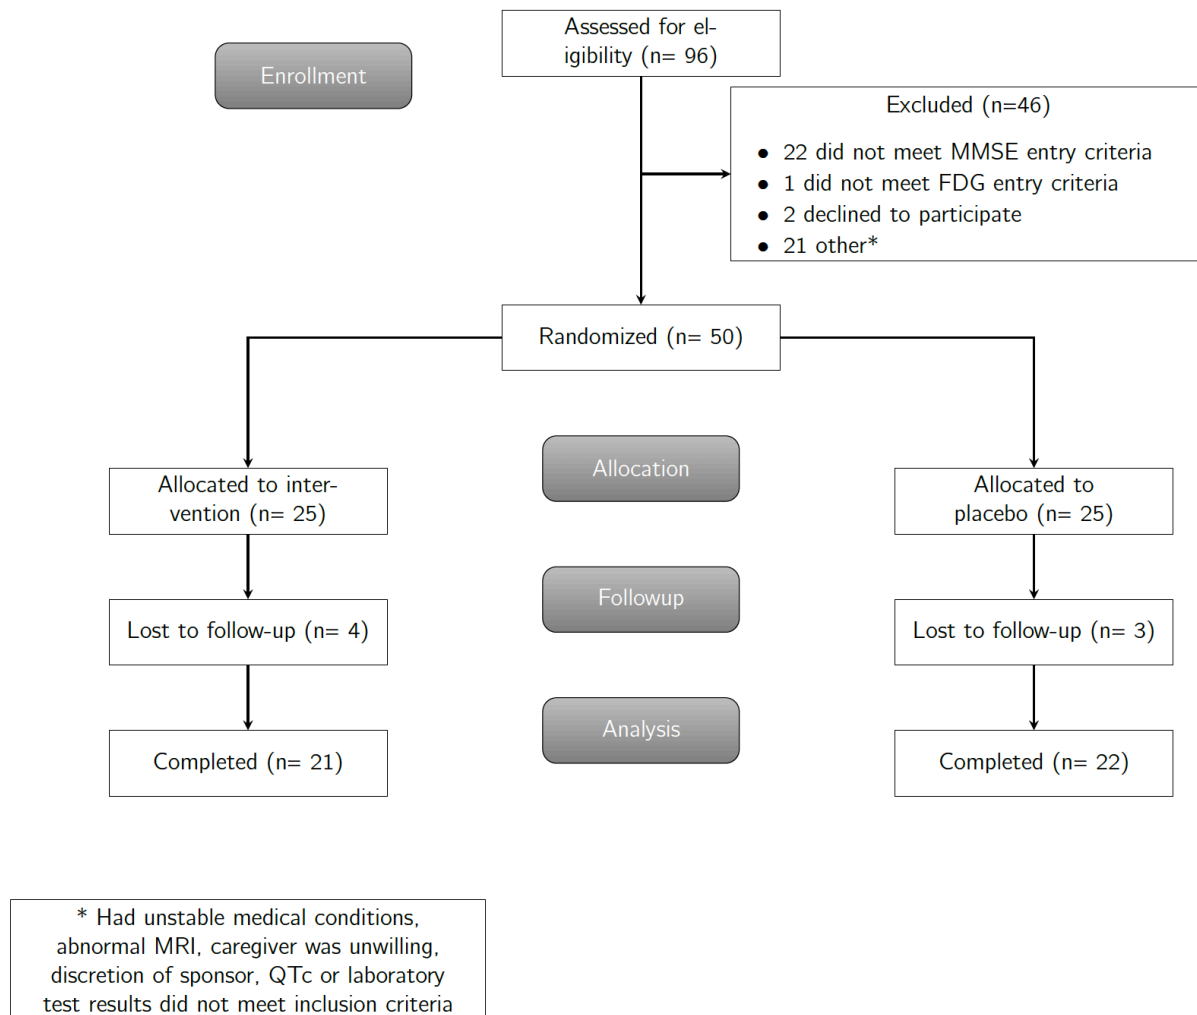 Assessed for el-
igibility (n= 96)
Enrollment
Excluded (n=46)
• 22 did not meet MMSE entry criteria
• 1 did not meet FDG entry criteria
• 2 declined to participate
• 21 other*
Randomized (n= 50)
Allocation
Allocated to inter-
vention (n= 25)
Allocated to
placebo (n= 25)
Followup
Lost to follow-up (n= 4)
Lost to follow-up (n= 3)
Analysis
Completed (n= 21)
Completed (n= 22)
* Had unstable medical conditions,
abnormal MRI, caregiver was unwilling,
discretion of sponsor, QTc or laboratory
test results did not meet inclusion criteria